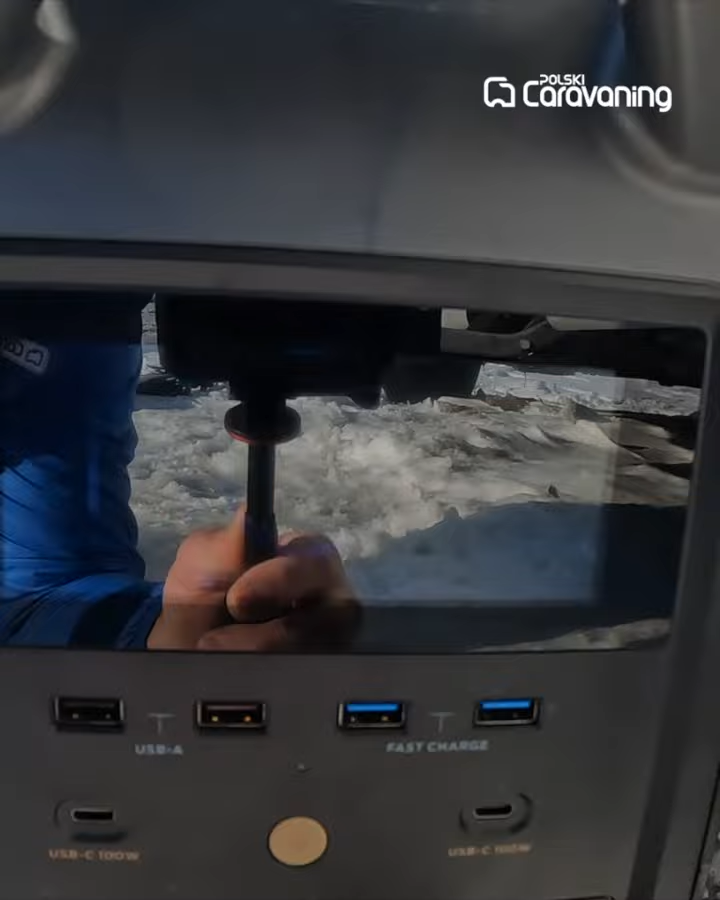 POLSKI
Caravaning
USB-A
FAST CHARGE
USB-C 100W
USB-C 100W